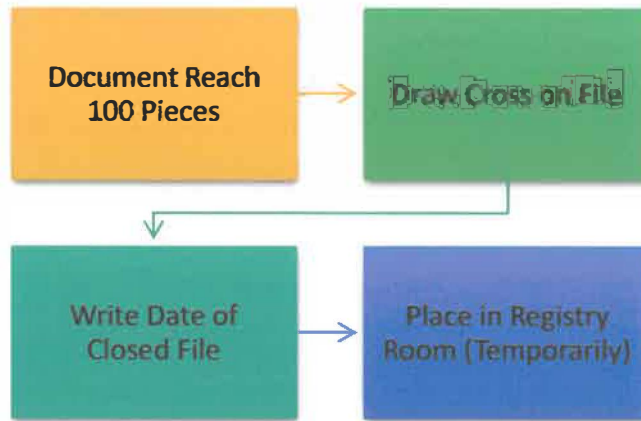 Document Reach
100 Pieces
Draw Cross on File
Write Date of
Closed File
Place in Registry
Room (Temporarily)